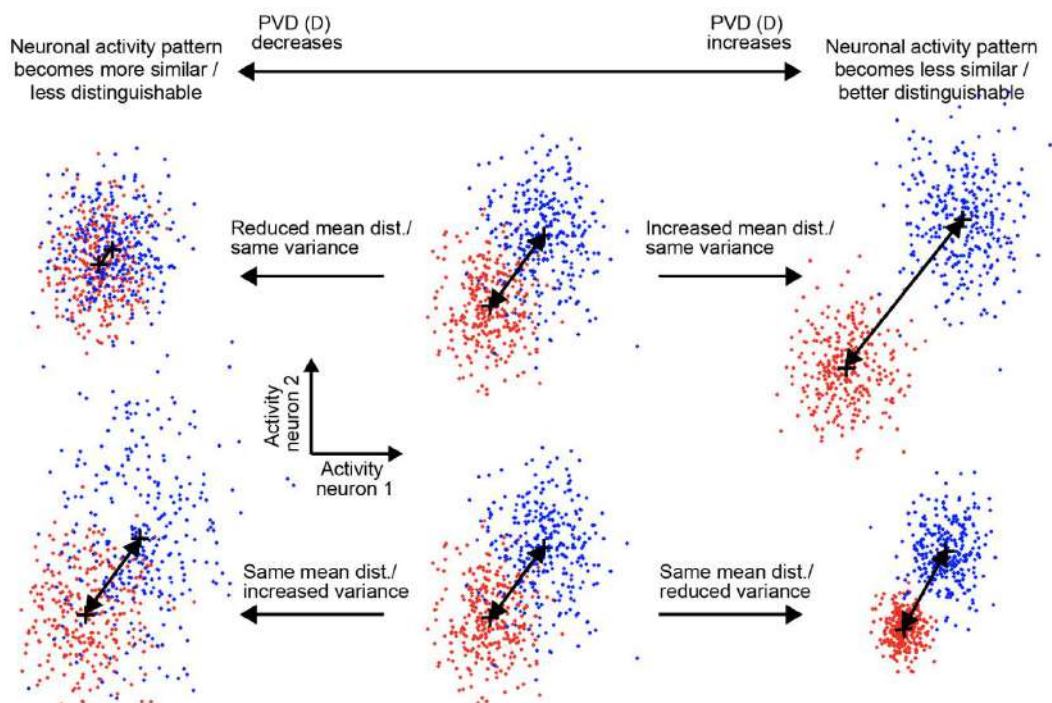 PVD (D)
decreases
PVD (D)
increases
Neuronal activity pattern
becomes more similar /
less distinguishable
Neuronal activity pattern
becomes less similar /
better distinguishable
Reduced mean dist./
same variance
Increased mean dist./
same variance
Activity
neuron 2
Activity
neuron 1
Same mean dist./
increased variance
Same mean dist./
reduced variance